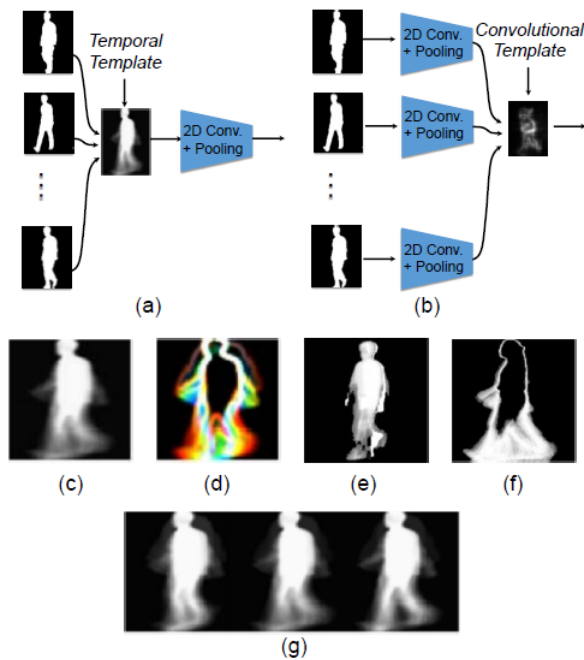 Temporal
Template
2D Conv.
+ Pooling
(a)
2D Conv.
+ Pooling
Convolutional
Template
2D Conv.
+ Pooling
2D Conv.
+ Pooling
(b)
(c)
(d)
(e)
(f)
(g)